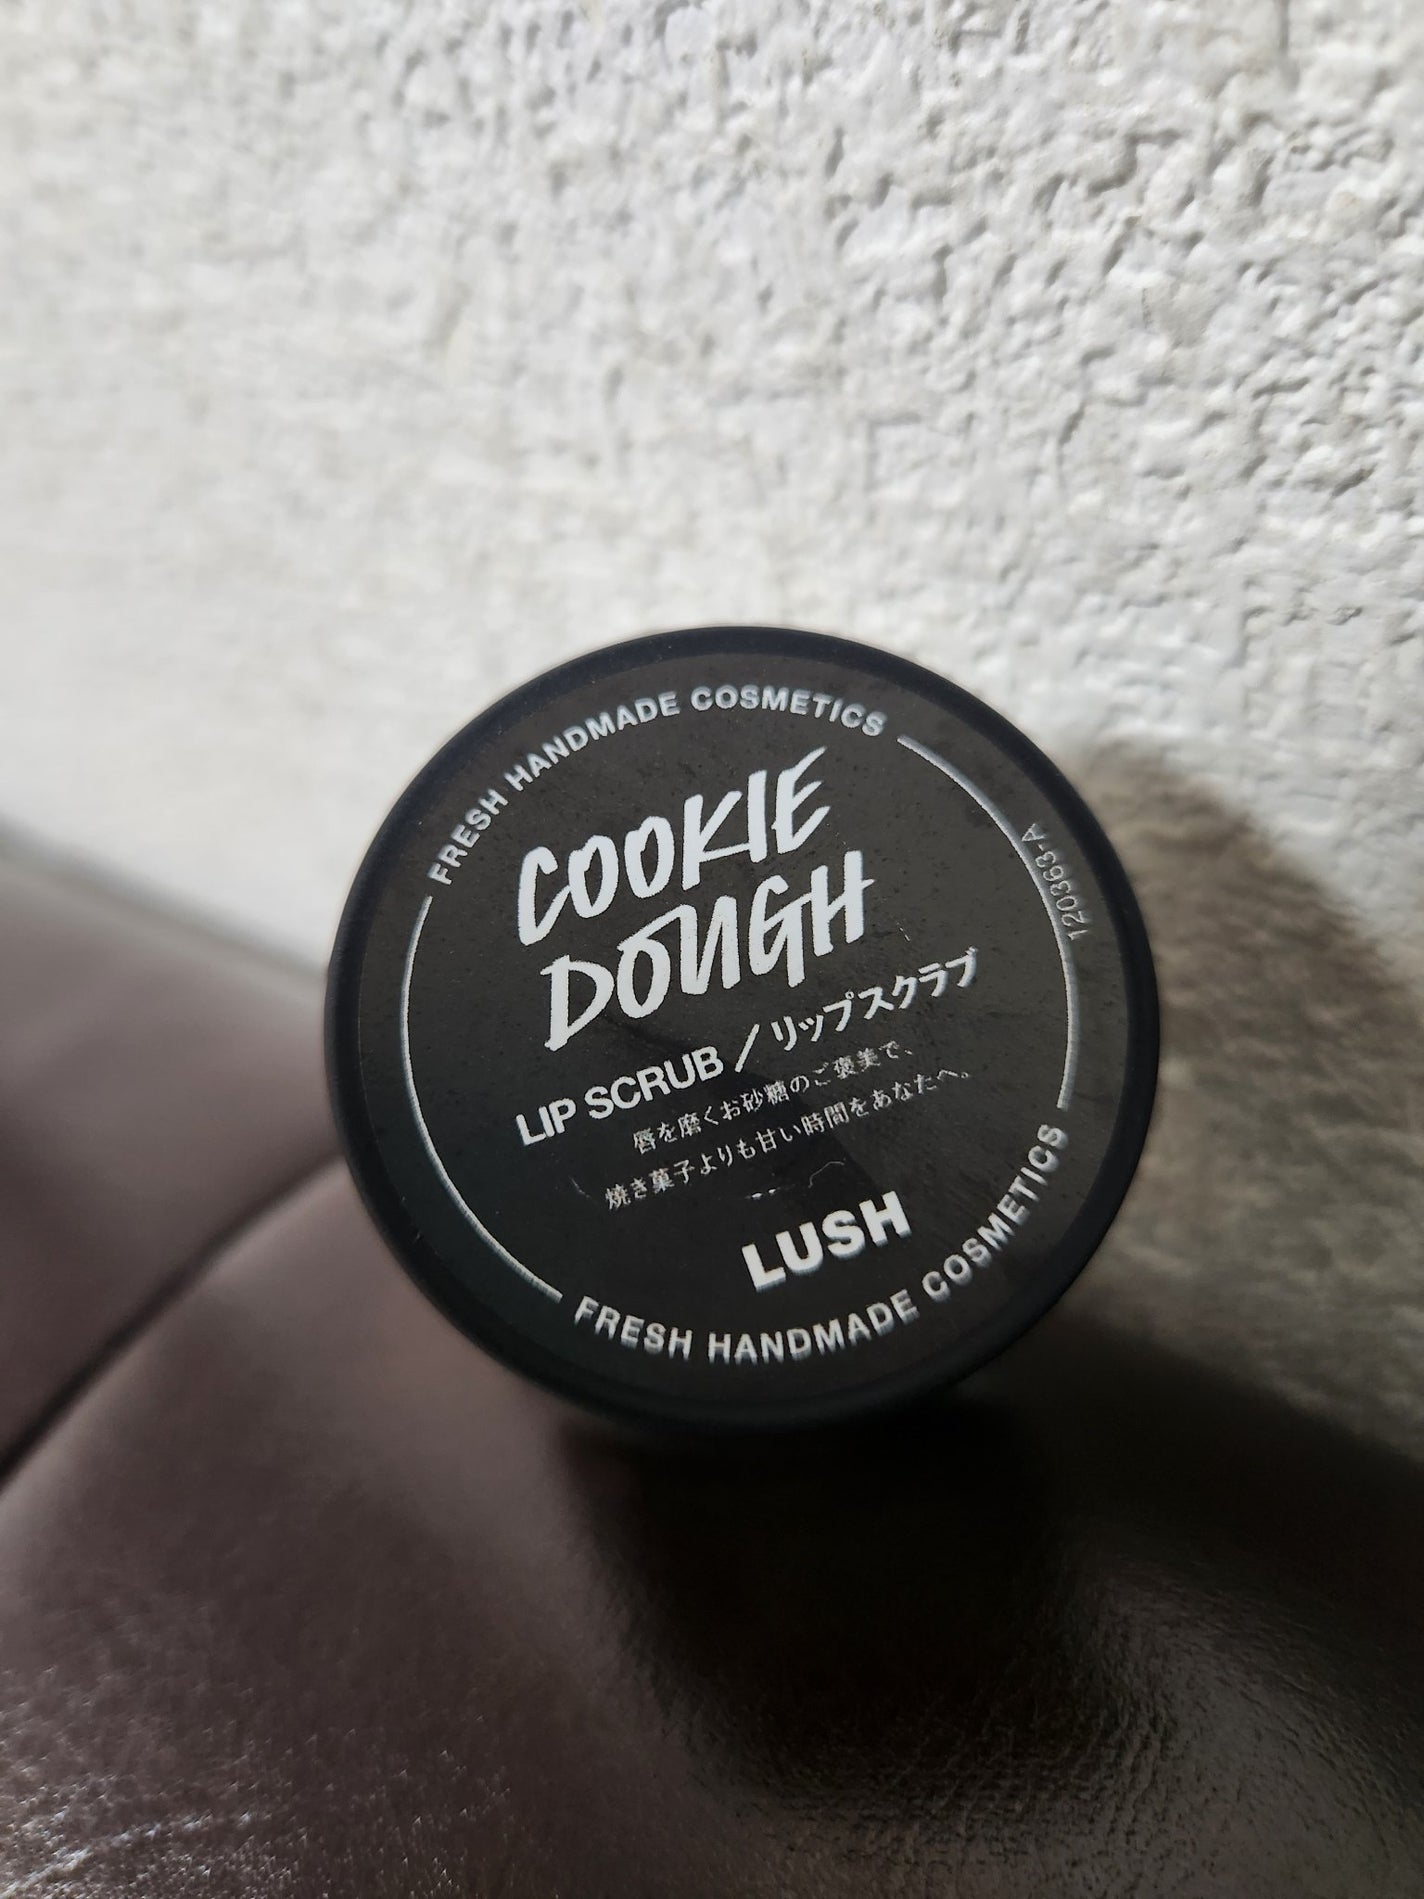 FRESH HANDMADE COSMETICS
COOKIE
DOUGH
LIP SCRUB／リップスクラブ
唇を磨くお砂糖のご褒美で、
焼き菓子よりも甘い時間をあなたへ。
LUSH
FRESH HANDMADE COSMETICS
120363-A